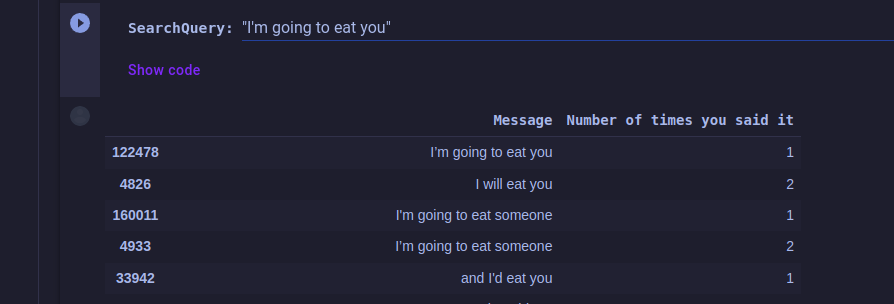 SearchQuery: "I'm going to eat you"
Show code
Message Number of times you said it
122478 I’m going to eat you 1
4826 I will eat you 2
160011 I'm going to eat someone 1
4933 I’m going to eat someone 2
33942 and I'd eat you 1